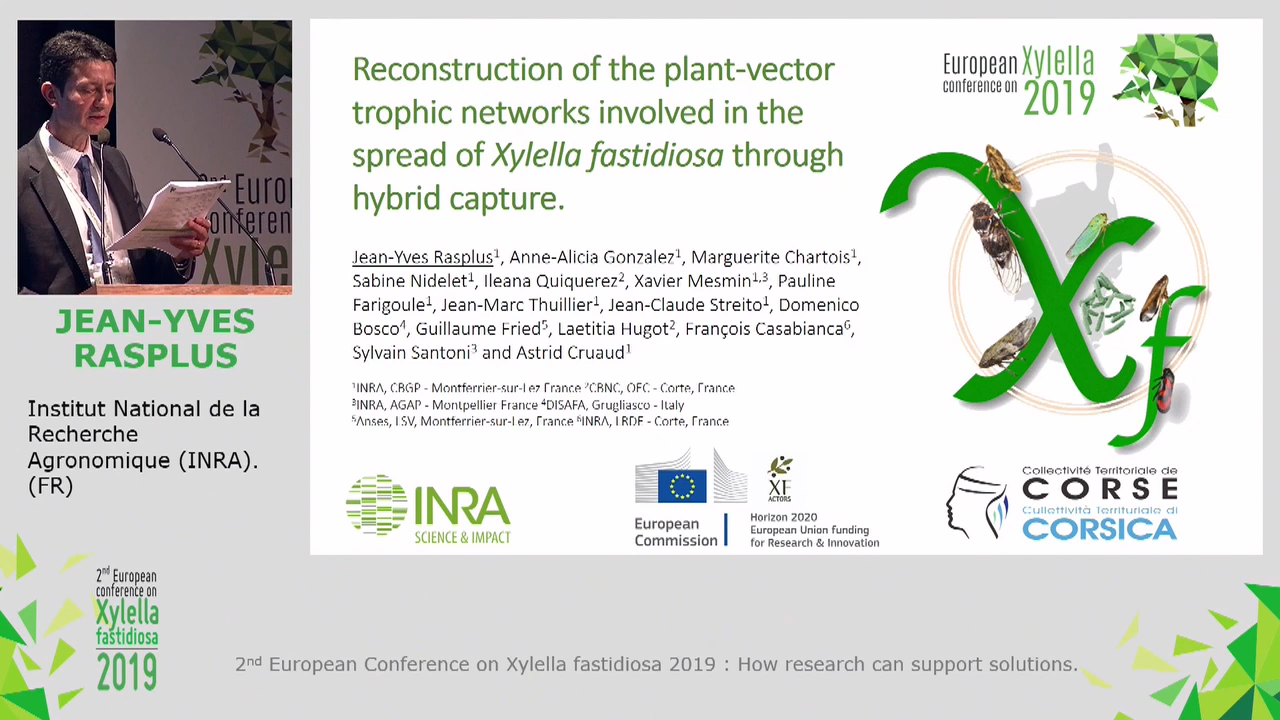 nd Europ
onferen
Xyle
JEAN-YVES
RASPLUS
Institut National de la
Recherche
Agronomique (INRA).
(FR)
Reconstruction of the plant-vector
trophic networks involved in the
spread of Xylella fastidiosa through
hybrid capture.
Jean-Yves Rasplus¹, Anne-Alicia Gonzalez¹, Marguerite Chartois¹,
Sabine Nidelet¹, Ileana Quiquerez², Xavier Mesmin¹,³, Pauline
Farigoule¹, Jean-Marc Thuillier¹, Jean-Claude Streito¹, Domenico
Bosco⁴, Guillaume Fried⁵, Laetitia Hugot², François Casabianca⁶,
Sylvain Santoni³ and Astrid Cruaud¹
¹INRA, CBGP - Montferrier-sur-Lez France ²CBNC, OEC - Corte, France
³INRA, AGAP - Montpellier France ⁴DISAFA, Grugliasco - Italy
⁵Anses, LSV, Montferrier-sur-Lez, France ⁶INRA, LRDE - Corte, France
European Xylella
conference on 2019
Xf
INRA
SCIENCE & IMPACT
European
Commission
XF
ACTORS
Horizon 2020
European Union funding
for Research & Innovation
Collectivité Territoriale de
CORSE
Cullettività Territuriale di
CORSICA
2nd European
conference on
Xylella
fastidiosa
2019
2nd European Conference on Xylella fastidiosa 2019 : How research can support solutions.